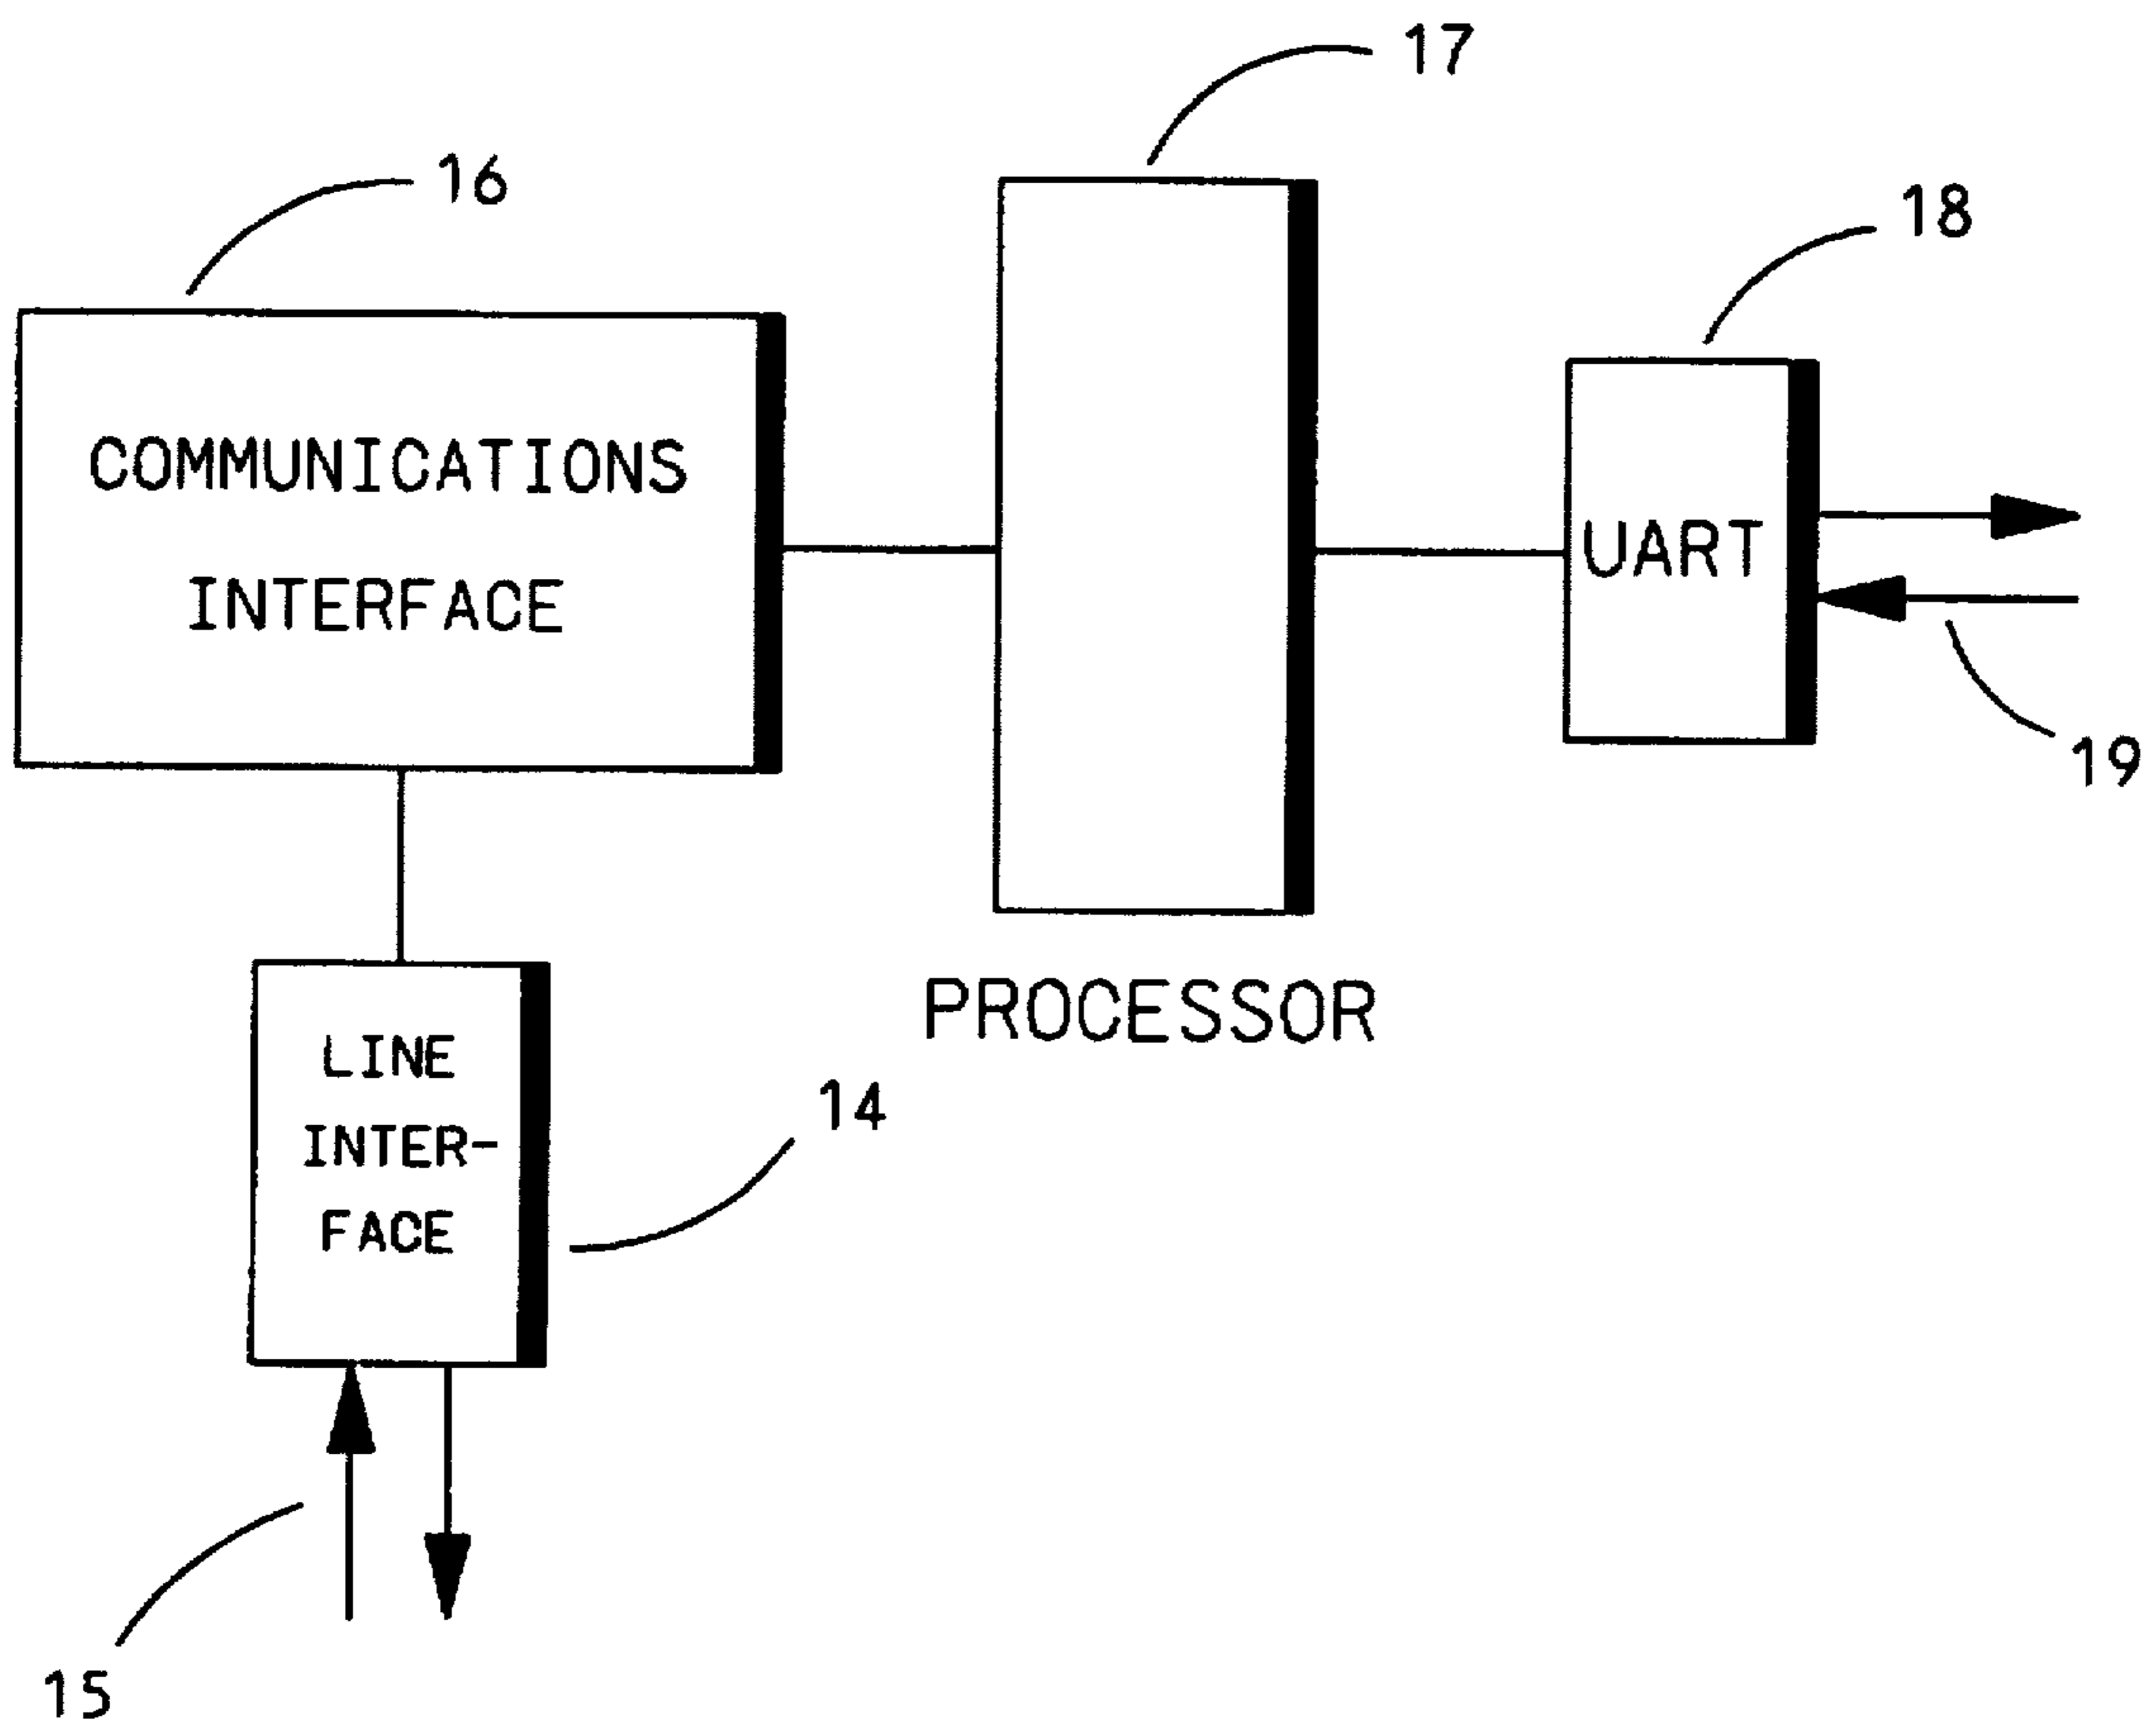 17
16
18
COMMUNICATIONS
INTERFACE
UART
19
PROCESSOR
LINE
INTER-
FACE
14
15